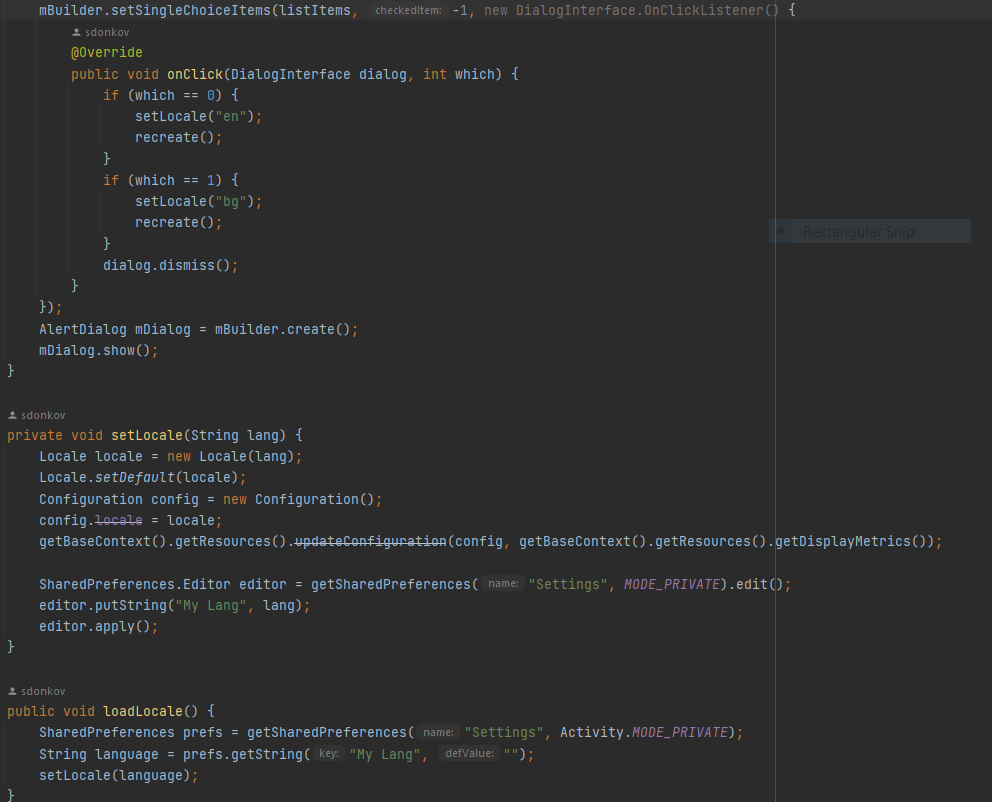 mBuilder.setSingleChoiceItems(listItems, checkedItem: -1, new DialogInterface.OnClickListener() {
sdonkov
@Override
public void onClick(DialogInterface dialog, int which) {
if (which == 0) {
setLocale("en");
recreate();
}
if (which == 1) {
setLocale("bg");
recreate();
}
Rectangular Snip
dialog.dismiss();
}
});
AlertDialog mDialog = mBuilder.create();
mDialog.show();
}
sdonkov
private void setLocale(String lang) {
Locale locale = new Locale(lang);
Locale.setDefault(locale);
Configuration config = new Configuration();
config.locale = locale;
getBaseContext().getResources().updateConfiguration(config, getBaseContext().getResources().getDisplayMetrics());
SharedPreferences.Editor editor = getSharedPreferences( name: "Settings", MODE_PRIVATE).edit();
editor.putString("My Lang", lang);
editor.apply();
}
sdonkov
public void loadLocale() {
SharedPreferences prefs = getSharedPreferences( name: "Settings", Activity.MODE_PRIVATE);
String language = prefs.getString( key: "My Lang", defValue: "");
setLocale(language);
}